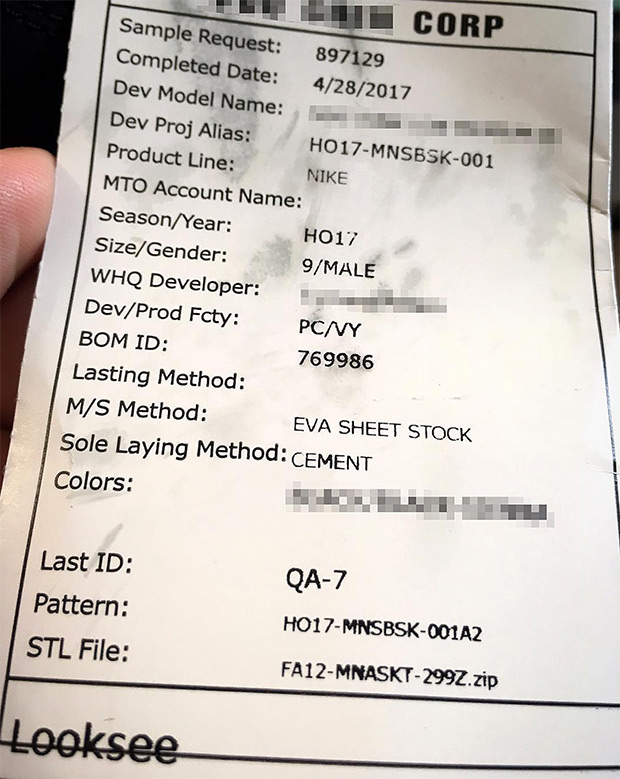 CORP
Sample Request: 897129
Completed Date: 4/28/2017
Dev Model Name:
Dev Proj Alias: HO17-MNSBSK-001
Product Line: NIKE
MTO Account Name:
Season/Year: HO17
Size/Gender: 9/MALE
WHQ Developer:
Dev/Prod Fcty: PC/VY
BOM ID: 769986
Lasting Method:
M/S Method: EVA SHEET STOCK
Sole Laying Method: CEMENT
Colors:
Last ID: QA-7
Pattern: HO17-MNSBSK-001A2
STL File: FA12-MNASKT-299Z.zip
Looksee